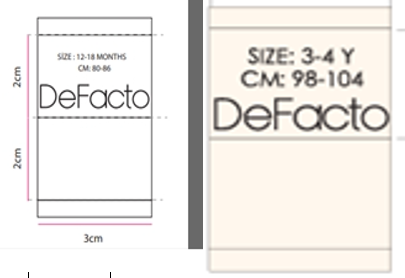 SIZE : 12-18 MONTHS
CM: 80-86
DeFacto
2cm
2cm
3cm
SIZE: 3-4 Y
CM: 98-104
DeFacto